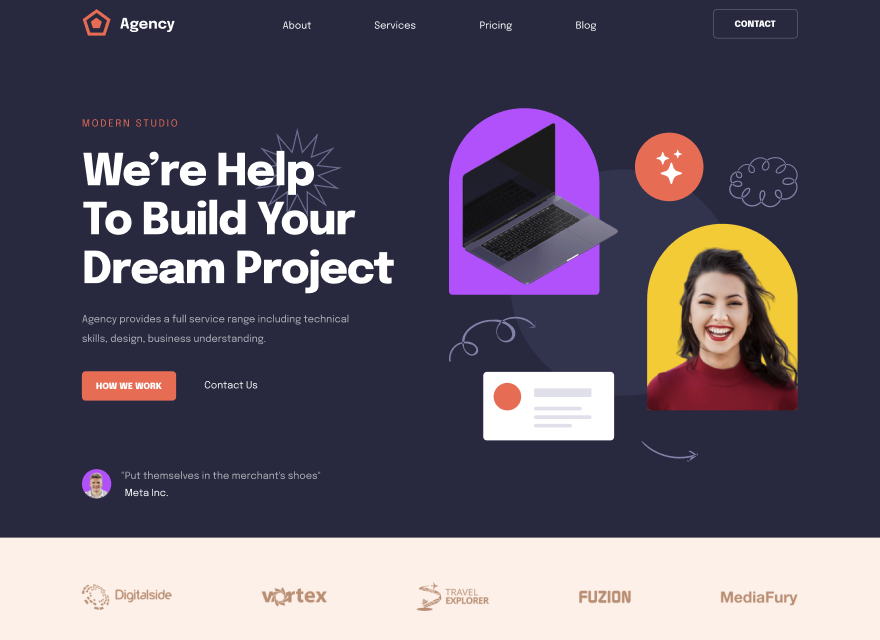 Agency
About
Services
Pricing
Blog
CONTACT
MODERN STUDIO
We’re Help
To Build Your
Dream Project
Agency provides a full service range including technical
skills, design, business understanding.
HOW WE WORK
Contact Us
"Put themselves in the merchant's shoes"
Meta Inc.
Digitalside
vortex
TRAVEL
EXPLORER
FUZION
MediaFury